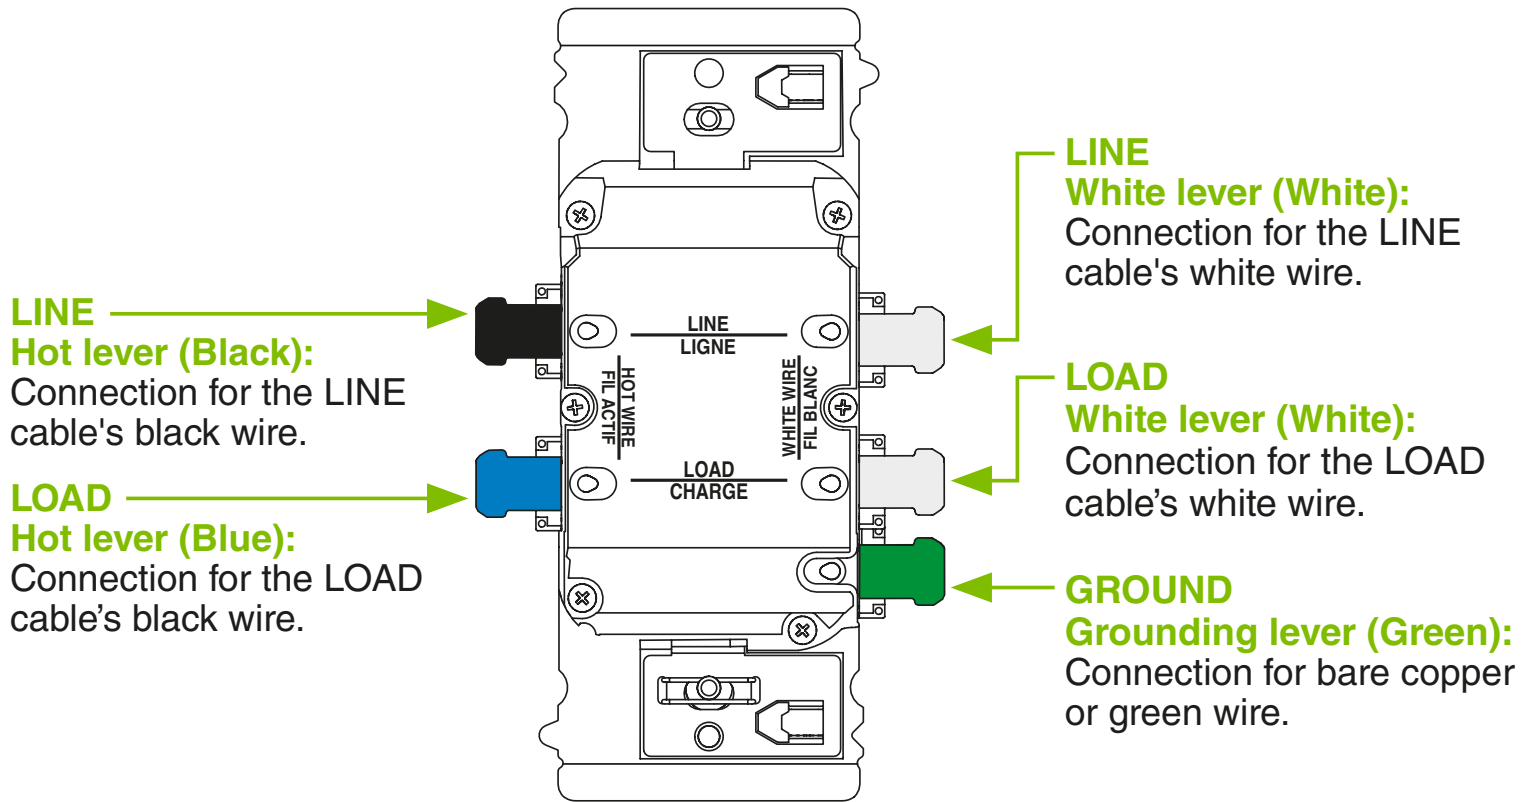 LINE
Hot lever (Black):
Connection for the LINE
cable's black wire.
LOAD
Hot lever (Blue):
Connection for the LOAD
cable’s black wire.
LINE
LIGNE
HOT WIRE
FIL ACTIF
WHITE WIRE
FIL BLANC
LOAD
CHARGE
LINE
White lever (White):
Connection for the LINE
cable's white wire.
LOAD
White lever (White):
Connection for the LOAD
cable’s white wire.
GROUND
Grounding lever (Green):
Connection for bare copper
or green wire.